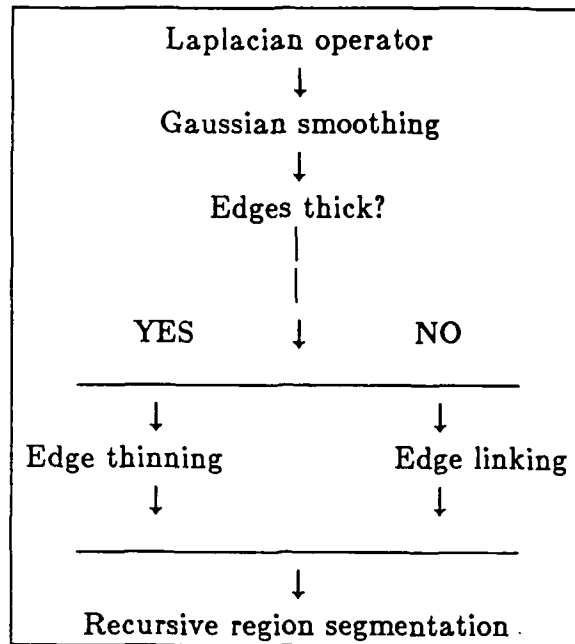 Laplacian operator
Gaussian smoothing
Edges thick?
YES NO
Edge thinning Edge linking
Recursive region segmentation